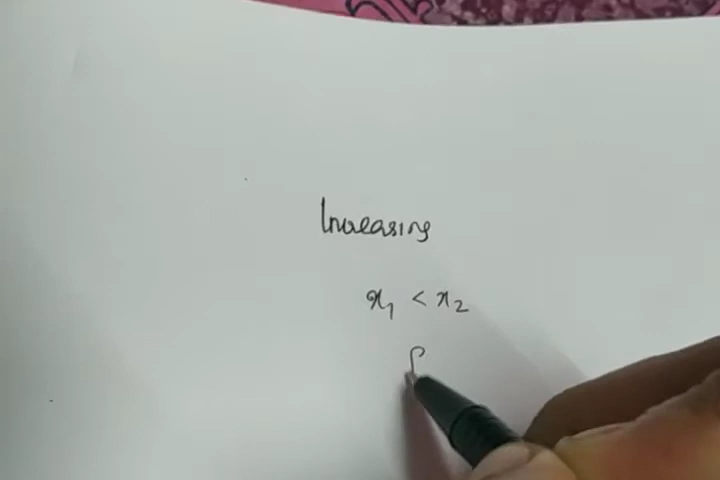 Increasing
x₁ < x₂